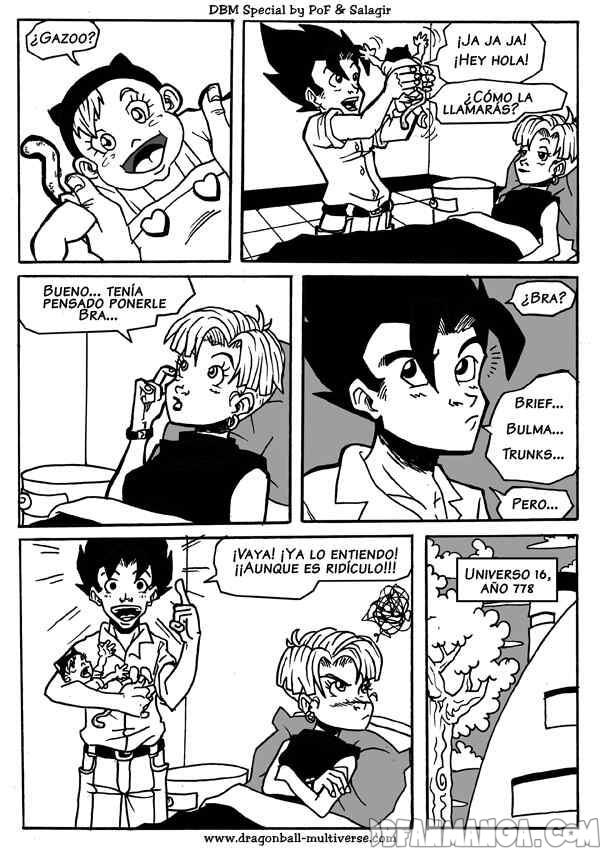 DBM Special by PoF & Salagir
¿Gazoo?
¡Ja ja ja!
¡Hey hola!
¿Cómo la
llamarás?
Bueno... tenía
pensado ponerle
Bra...
¿Bra?
Brief...
Bulma...
Trunks...
Pero...
¡Vaya! ¡Ya lo entiendo!
¡¡Aunque es ridículo!!!
Universo 16,
año 778
www.dragonball-multiverse.com
JPFANMANGA.COM